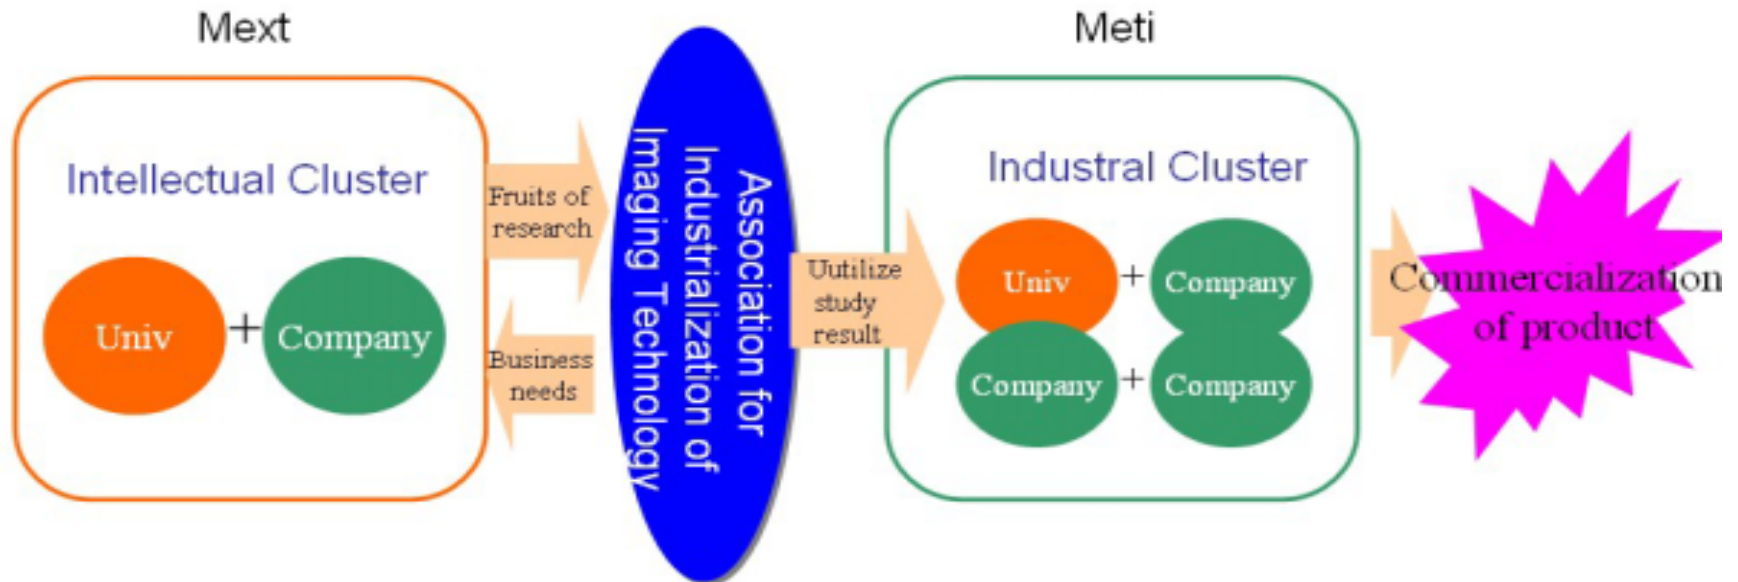 Mext
Meti
Intellectual Cluster
Univ
+
Company
Fruits of
research
Business
needs
Association for
Industrialization of
Imaging Technology
Uutilize
study
result
Industral Cluster
Univ
+
Company
Company
+
Company
Commercialization
of product